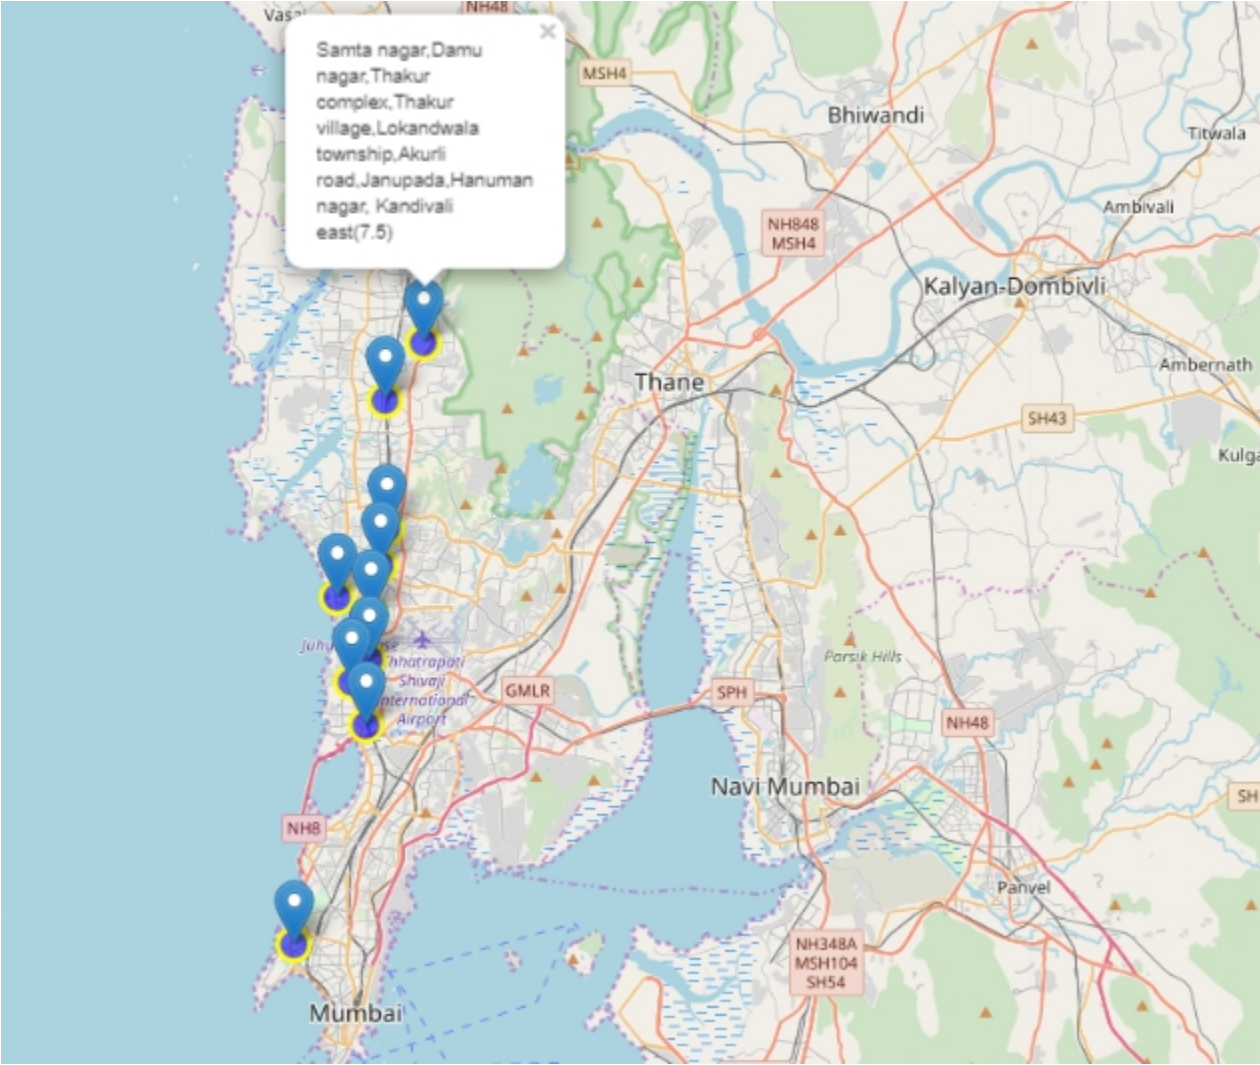 NH48
Vasai
×
Samta nagar,Damu
nagar,Thakur
complex,Thakur
village,Lokandwala
township,Akurli
road,Janupada,Hanuman
nagar, Kandivali
east(7.5)
MSH4
Bhiwandi
Titwala
Ambivali
NH848
MSH4
Kalyan-Dombivli
Ambernath
Thane
SH43
Kulga
Parsik Hills
Chhatrapati
Shivaji
International
Airport
GMLR
SPH
NH48
Navi Mumbai
SH
NH8
Panvel
NH348A
MSH104
SH54
Mumbai